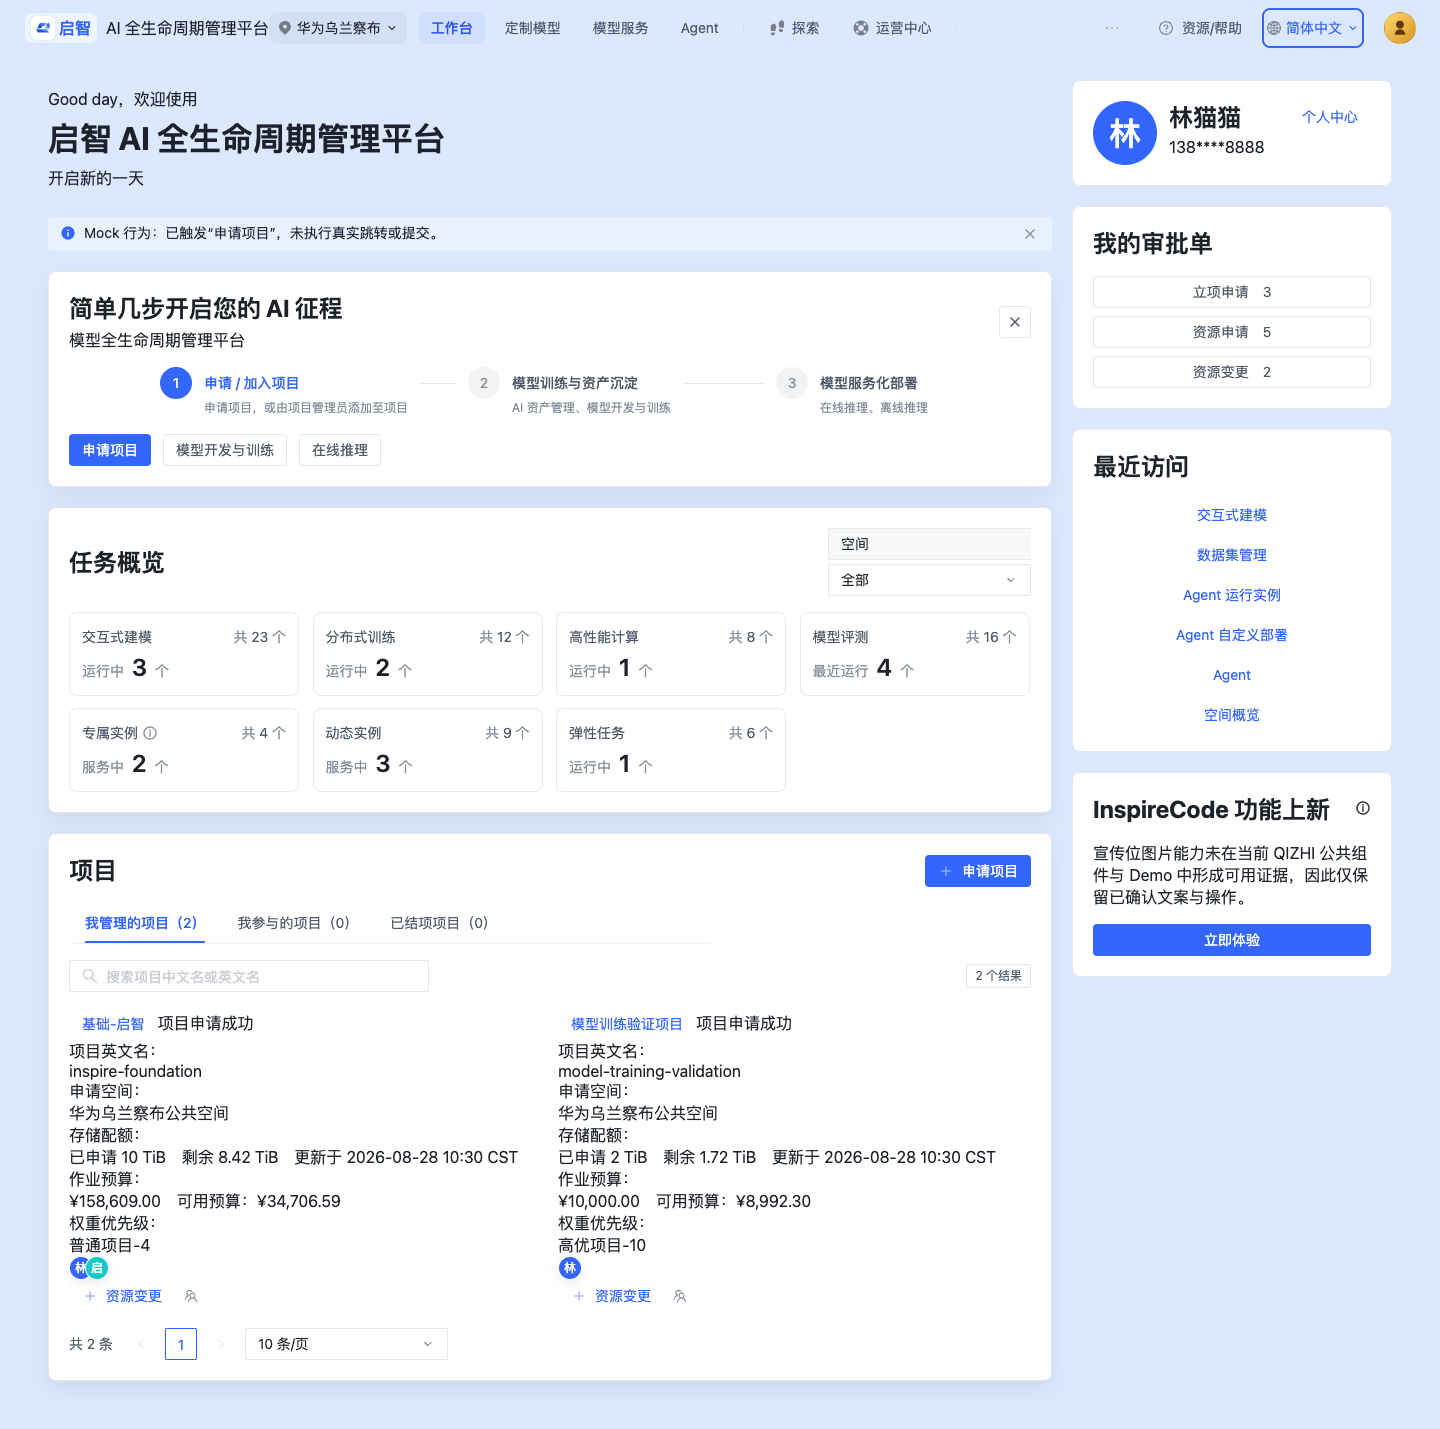 启智 AI 全生命周期管理平台 华为乌兰察布 工作台 定制模型 模型服务 Agent 探索 运营中心 ··· 资源/帮助 简体中文
Good day，欢迎使用
启智 AI 全生命周期管理平台
开启新的一天
Mock 行为：已触发“申请项目”，未执行真实跳转或提交。
简单几步开启您的 AI 征程
模型全生命周期管理平台
1 申请 / 加入项目
申请项目，或由项目管理员添加至项目
2 模型训练与资产沉淀
AI 资产管理、模型开发与训练
3 模型服务化部署
在线推理、离线推理
申请项目 模型开发与训练 在线推理
任务概览
空间
全部
交互式建模 共 23 个
运行中 3 个
分布式训练 共 12 个
运行中 2 个
高性能计算 共 8 个
运行中 1 个
模型评测 共 16 个
最近运行 4 个
专属实例 共 4 个
服务中 2 个
动态实例 共 9 个
服务中 3 个
弹性任务 共 6 个
运行中 1 个
项目
申请项目
我管理的项目（2） 我参与的项目（0） 已结项项目（0）
搜索项目中文名或英文名
2 个结果
基础-启智 项目申请成功
项目英文名：
inspire-foundation
申请空间：
华为乌兰察布公共空间
存储配额：
已申请 10 TiB 剩余 8.42 TiB 更新于 2026-08-28 10:30 CST
作业预算：
¥158,609.00 可用预算：¥34,706.59
权重优先级：
普通项目-4
林 启
资源变更
模型训练验证项目 项目申请成功
项目英文名：
model-training-validation
申请空间：
华为乌兰察布公共空间
存储配额：
已申请 2 TiB 剩余 1.72 TiB 更新于 2026-08-28 10:30 CST
作业预算：
¥10,000.00 可用预算：¥8,992.30
权重优先级：
高优项目-10
林
资源变更
共 2 条 1 10 条/页
林 林猫猫 个人中心
138****8888
我的审批单
立项申请 3
资源申请 5
资源变更 2
最近访问
交互式建模
数据集管理
Agent 运行实例
Agent 自定义部署
Agent
空间概览
InspireCode 功能上新
宣传位图片能力未在当前 QIZHI 公共组
件与 Demo 中形成可用证据，因此仅保
留已确认文案与操作。
立即体验